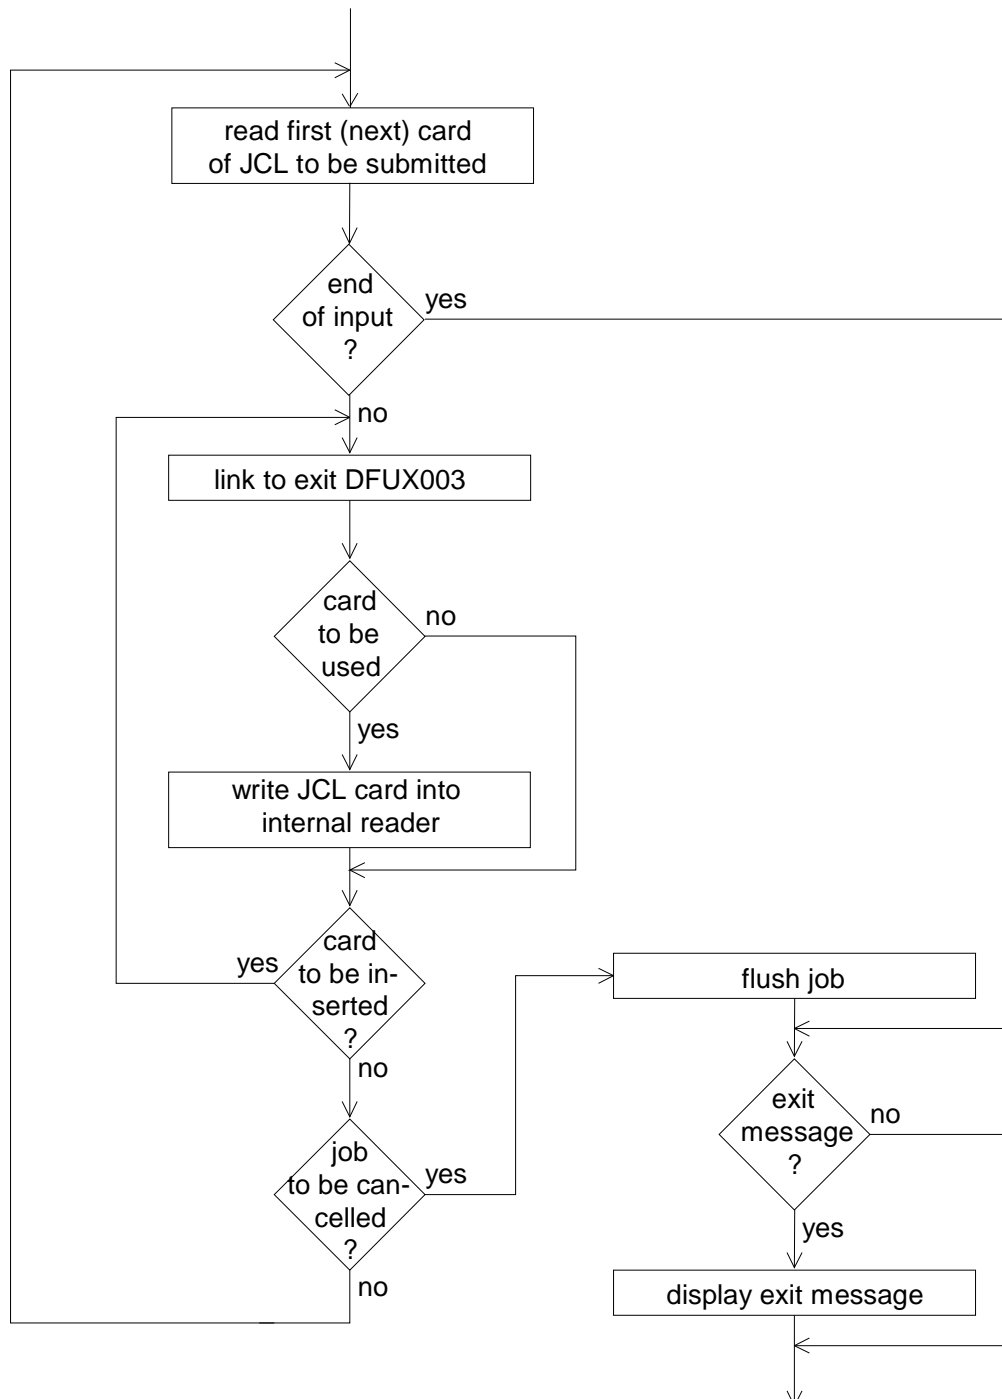 read first (next) card
of JCL to be submitted
end
of input
?
yes
no
link to exit DFUX003
card
to be
used
no
yes
write JCL card into
internal reader
card
to be in-
serted
?
yes
no
job
to be can-
celled
?
yes
no
flush job
exit
message
?
no
yes
display exit message